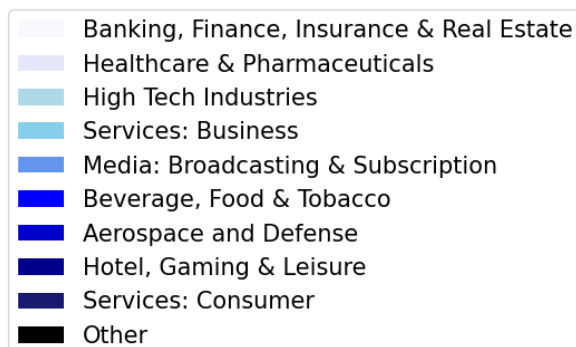 Banking, Finance, Insurance & Real Estate
Healthcare & Pharmaceuticals
High Tech Industries
Services: Business
Media: Broadcasting & Subscription
Beverage, Food & Tobacco
Aerospace and Defense
Hotel, Gaming & Leisure
Services: Consumer
Other